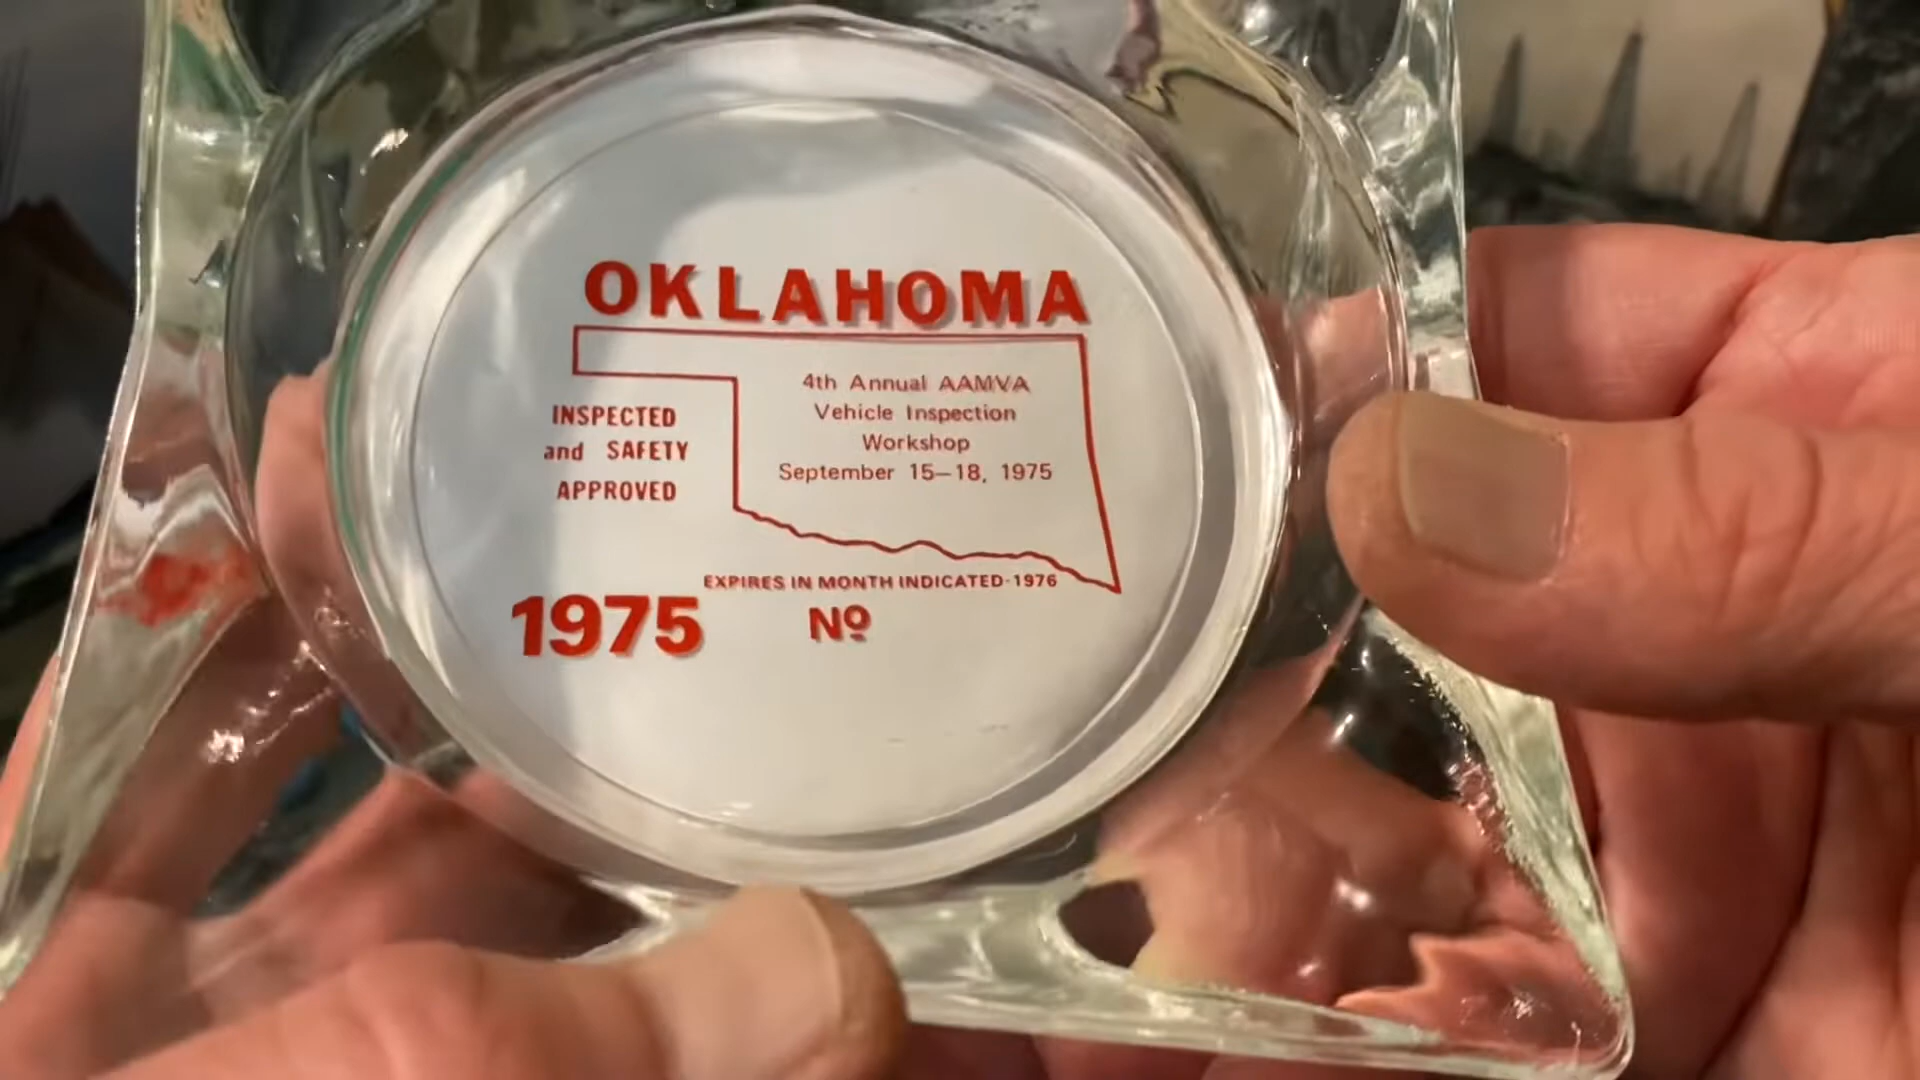 OKLAHOMA
4th Annual AAMVA
Vehicle Inspection
Workshop
September 15–18, 1975
INSPECTED
and SAFETY
APPROVED
EXPIRES IN MONTH INDICATED-1976
1975 Nº